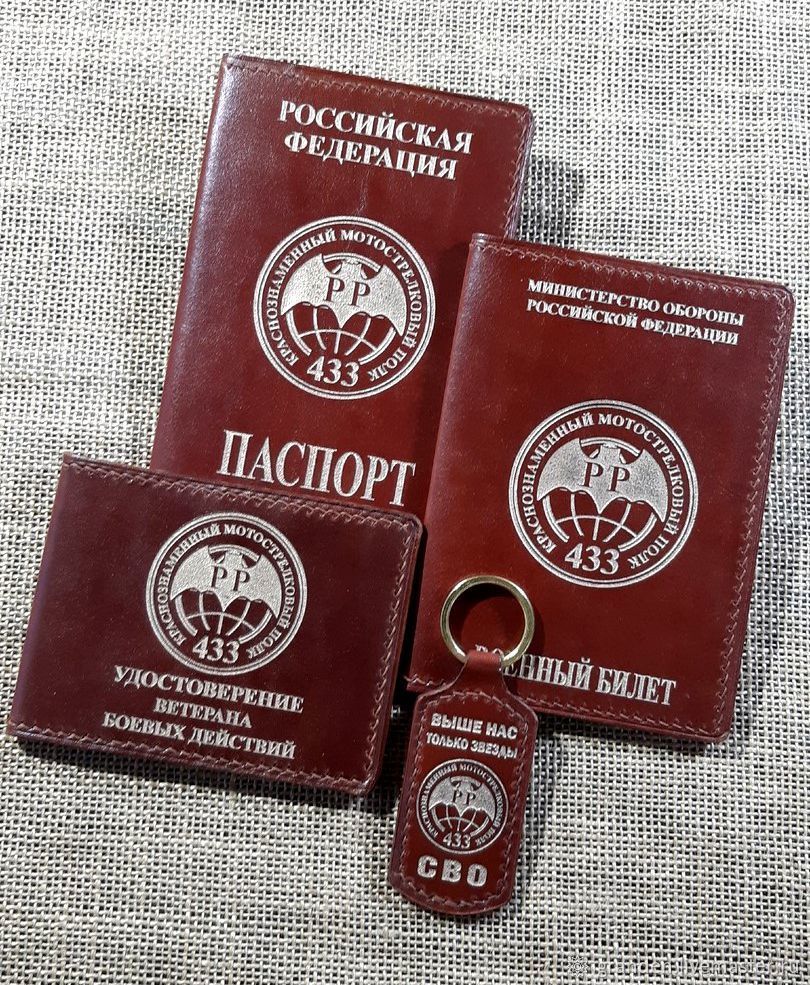 РОССИЙСКАЯ
ФЕДЕРАЦИЯ
КРАСНОЗНАМЕННЫЙ МОТОСТРЕЛКОВЫЙ ПОЛК
РР
433
ПАСПОРТ
МИНИСТЕРСТВО ОБОРОНЫ
РОССИЙСКОЙ ФЕДЕРАЦИИ
КРАСНОЗНАМЕННЫЙ МОТОСТРЕЛКОВЫЙ ПОЛК
РР
433
ВОЕННЫЙ БИЛЕТ
КРАСНОЗНАМЕННЫЙ МОТОСТРЕЛКОВЫЙ ПОЛК
РР
433
УДОСТОВЕРЕНИЕ
ВЕТЕРАНА
БОЕВЫХ ДЕЙСТВИЙ
ВЫШЕ НАС
ТОЛЬКО ЗВЕЗДЫ
КРАСНОЗНАМЕННЫЙ МОТОСТРЕЛКОВЫЙ ПОЛК
РР
433
СВО